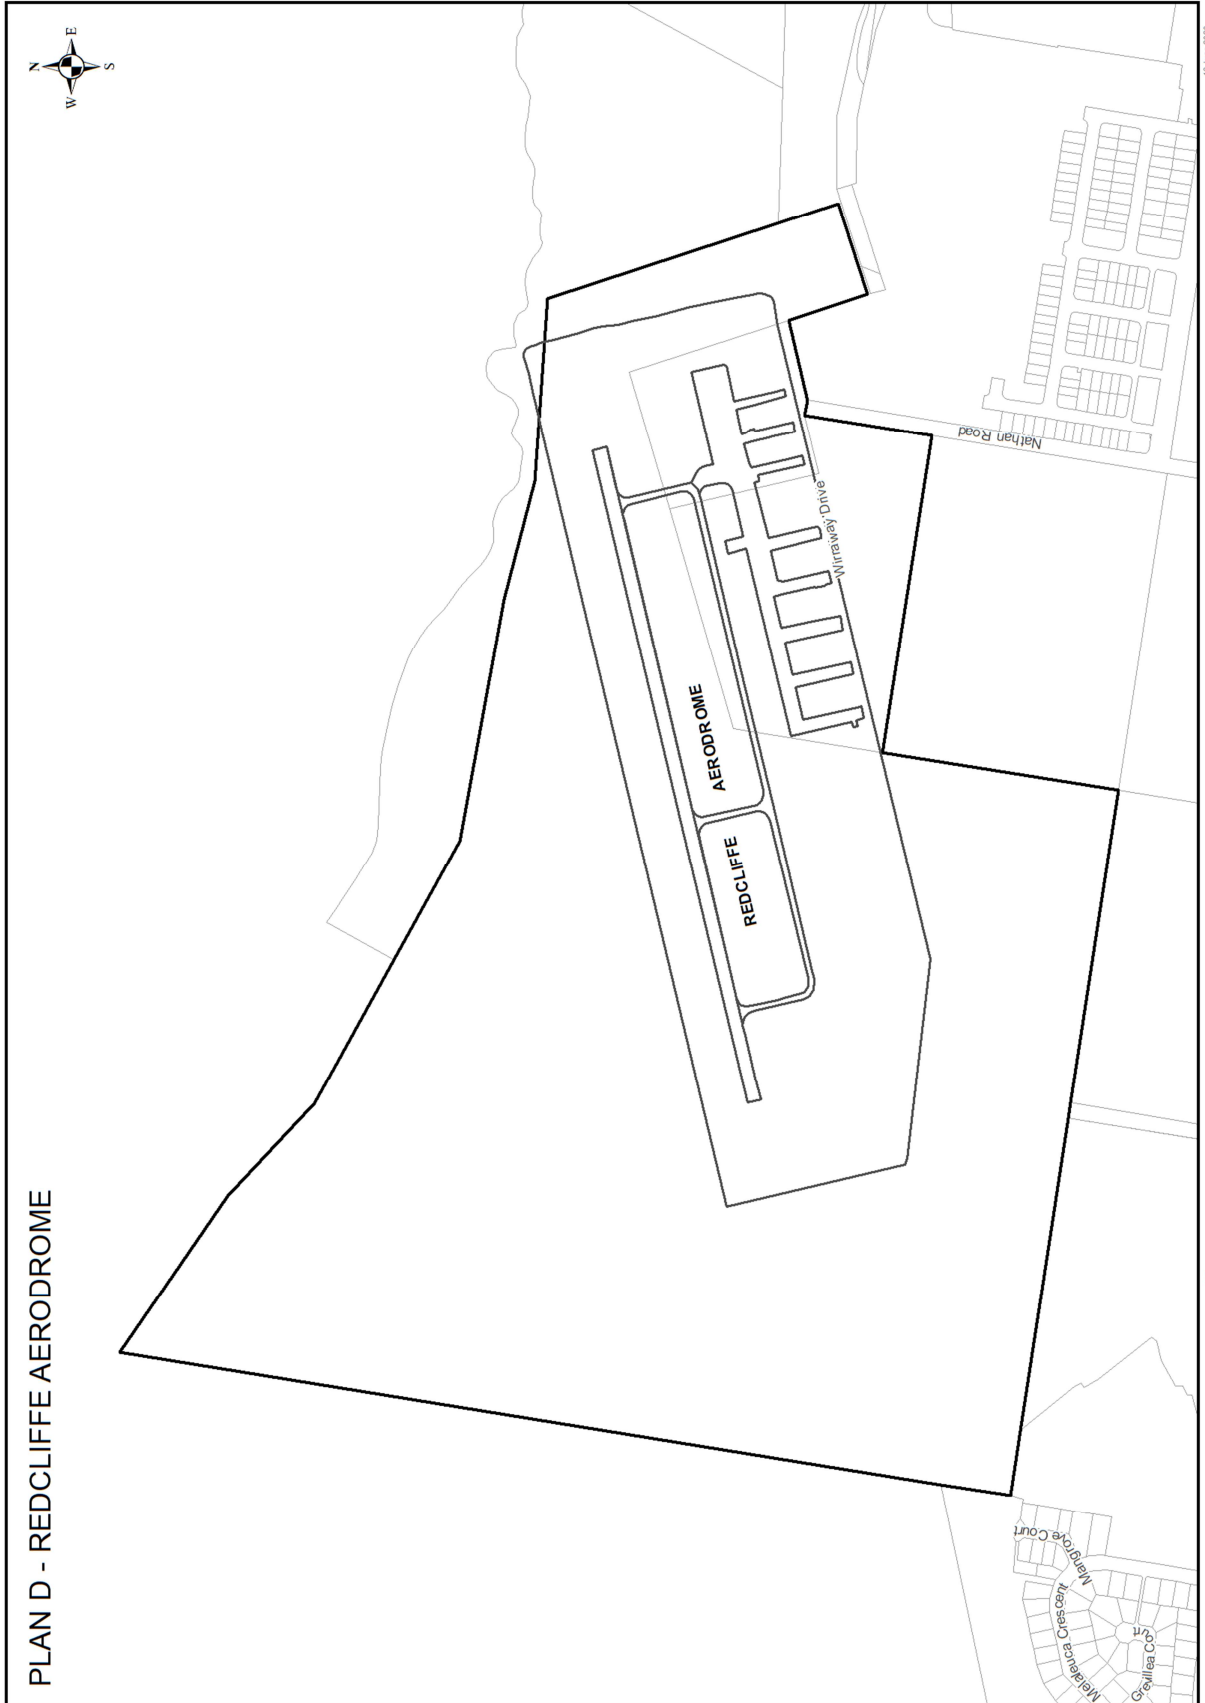 PLAN D - REDCLIFFE AERODROME
N
E
S
W
REDCLIFFE
AERODROME
Wirraway Drive
Nathan Road
Mangrove Court
Melaleuca Crescent
Grevillea Court